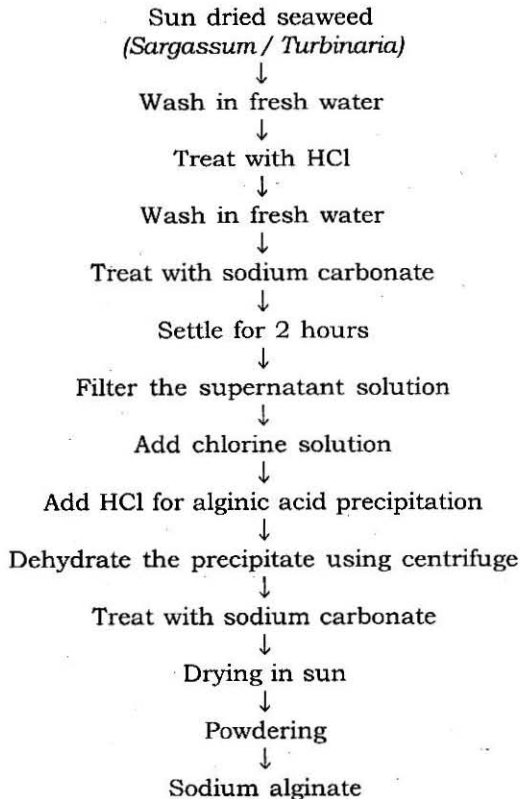 Sun dried seaweed
(Sargassum / Turbinaria)
↓
Wash in fresh water
↓
Treat with HCl
↓
Wash in fresh water
↓
Treat with sodium carbonate
↓
Settle for 2 hours
↓
Filter the supernatant solution
↓
Add chlorine solution
↓
Add HCl for alginic acid precipitation
↓
Dehydrate the precipitate using centrifuge
↓
Treat with sodium carbonate
↓
Drying in sun
↓
Powdering
↓
Sodium alginate